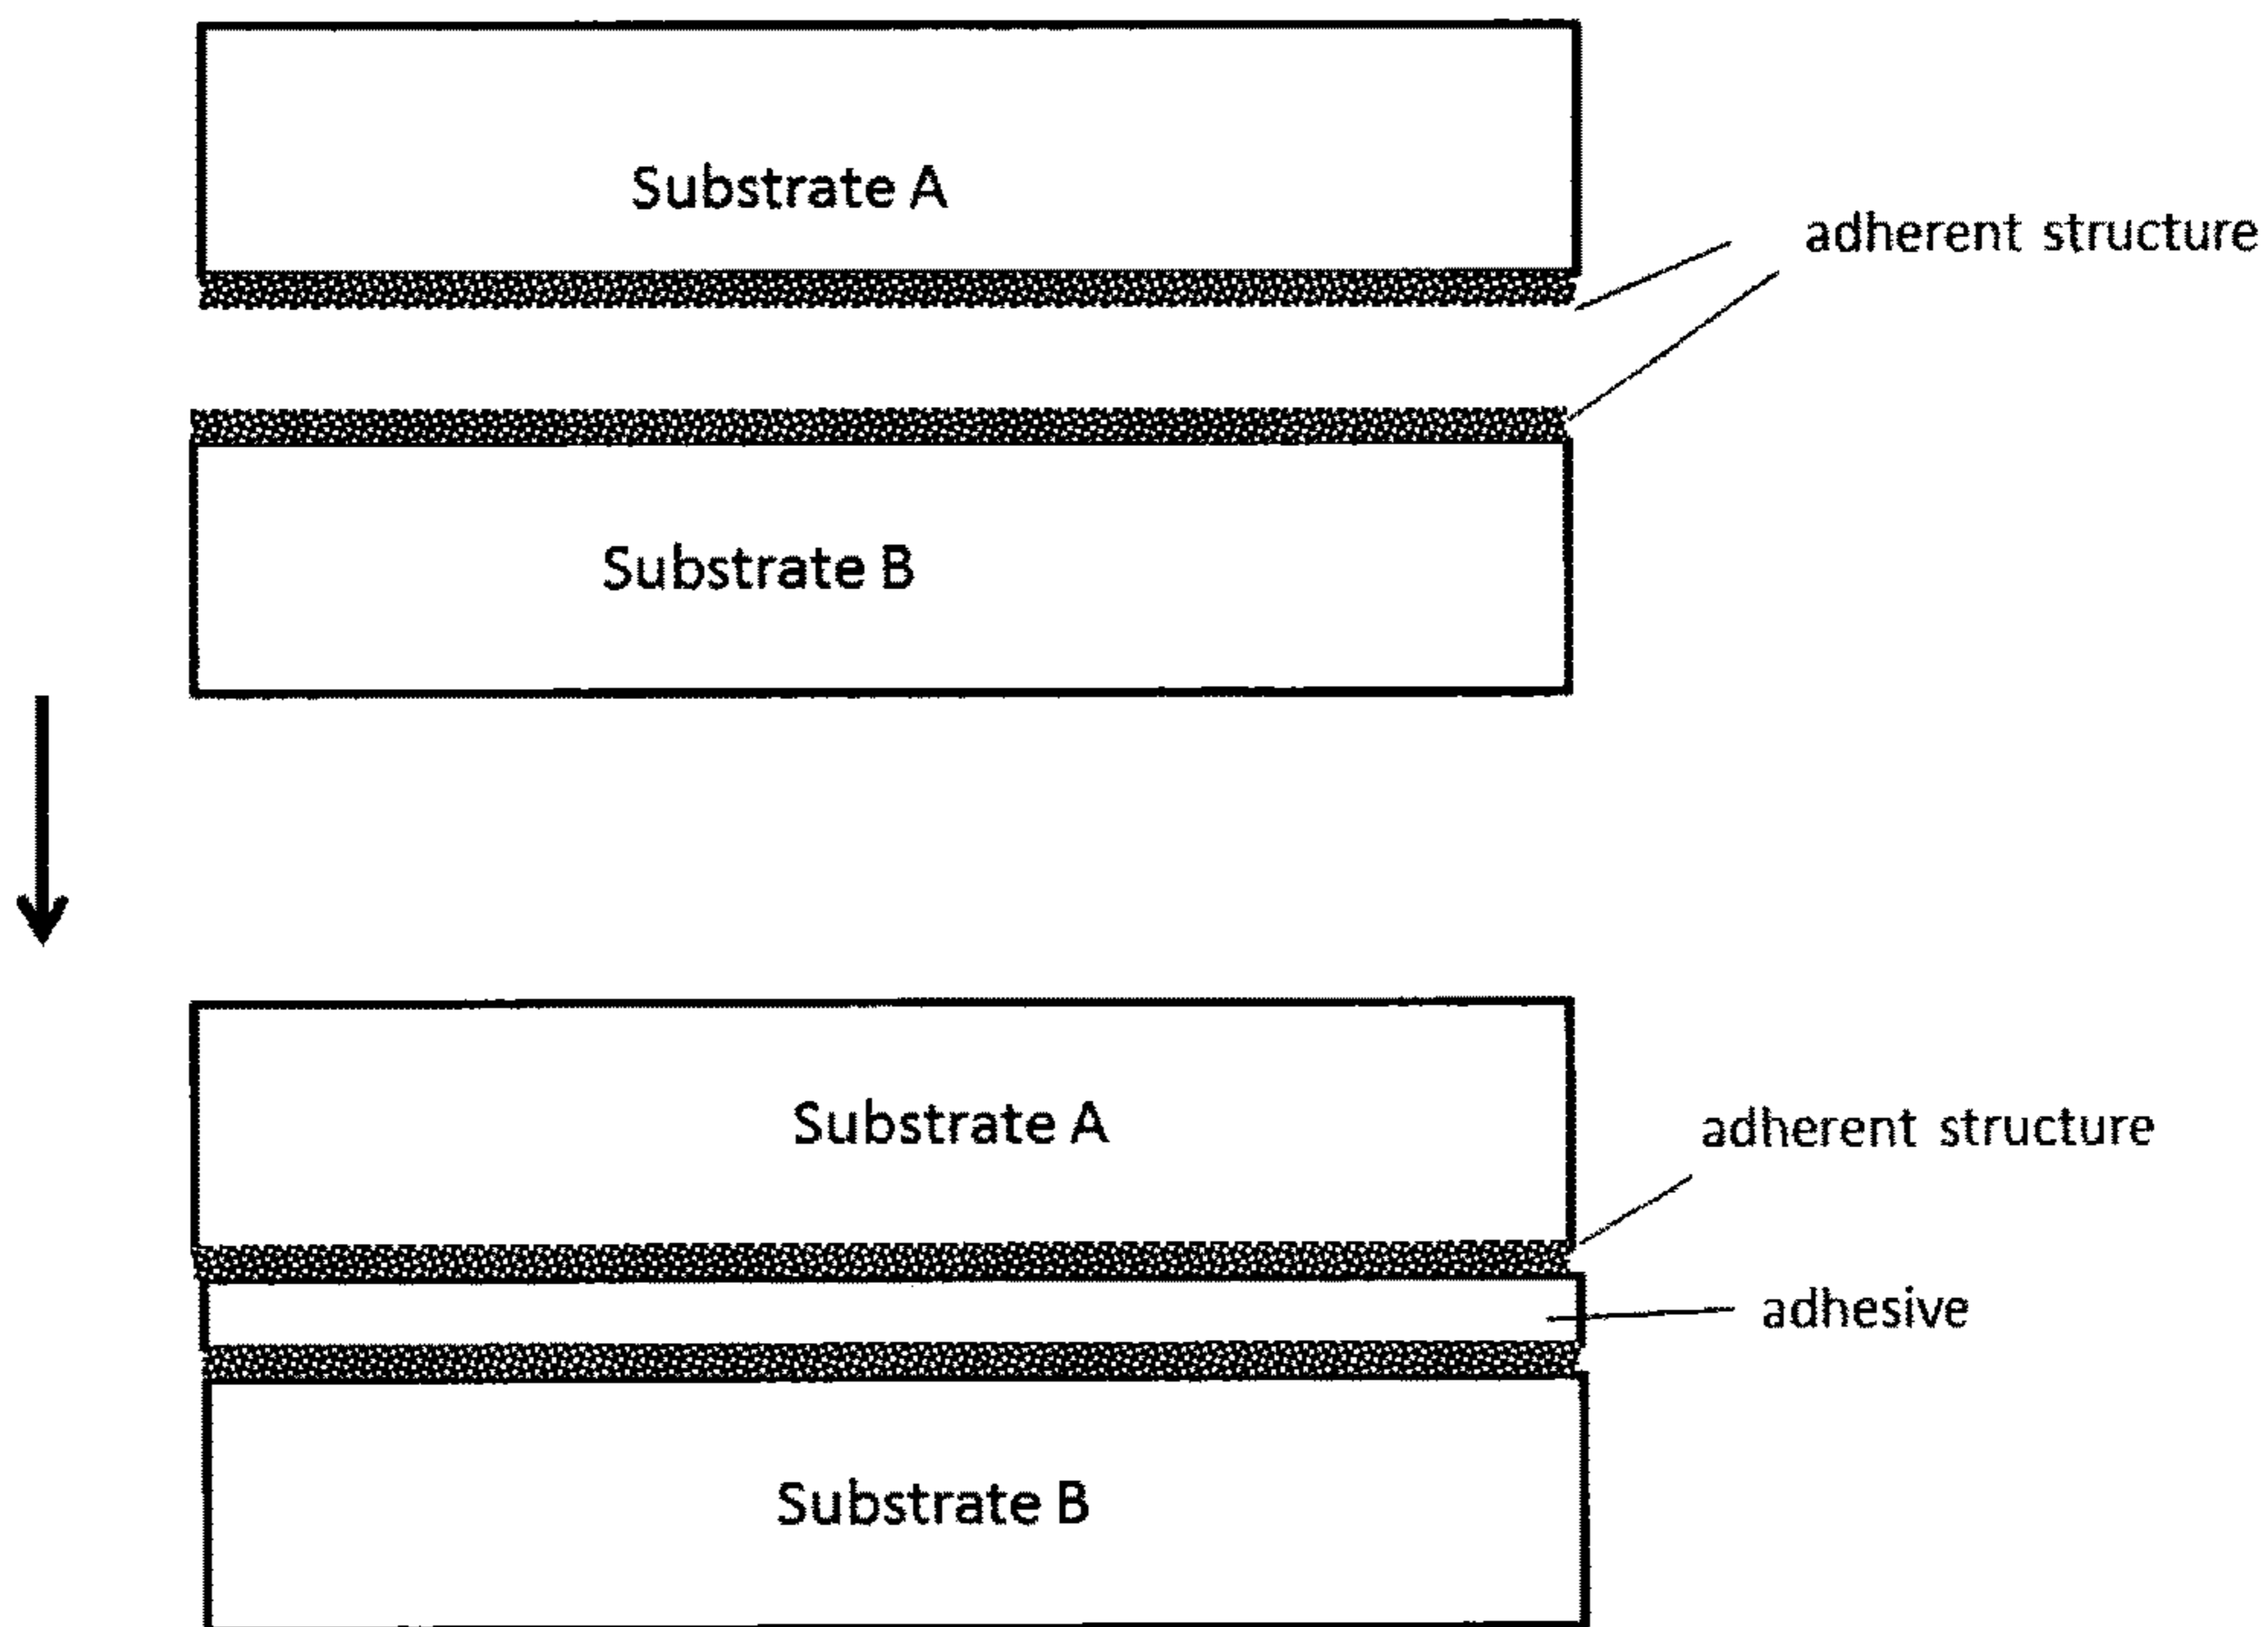 Substrate A
adherent structure
Substrate B
Substrate A
adherent structure
adhesive
Substrate B